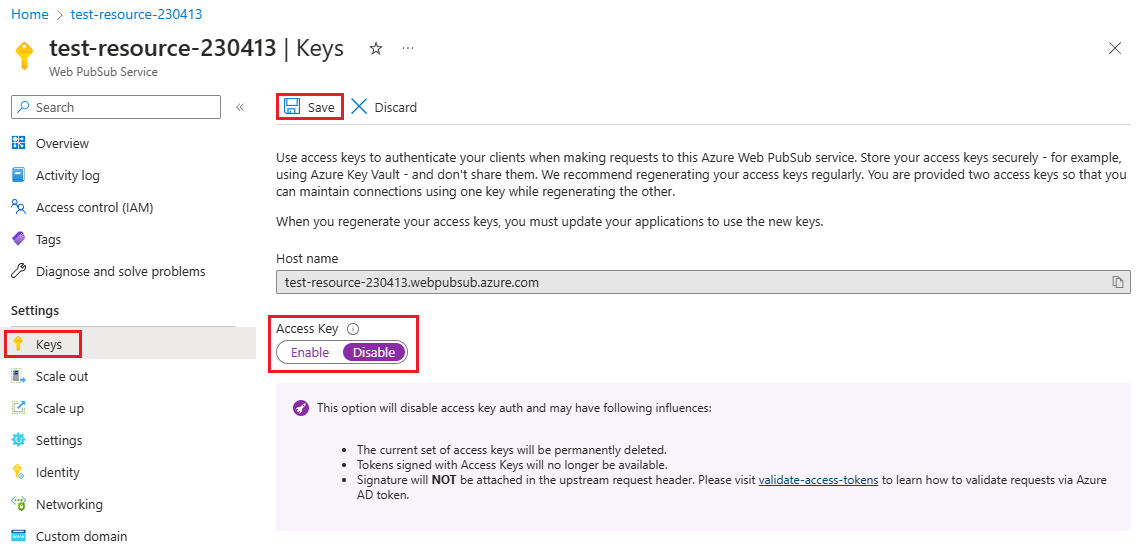 Home > test-resource-230413
test-resource-230413 | Keys
Web PubSub Service
Search
Overview
Activity log
Access control (IAM)
Tags
Diagnose and solve problems
Settings
Keys
Scale out
Scale up
Settings
Identity
Networking
Custom domain
Save Discard
Use access keys to authenticate your clients when making requests to this Azure Web PubSub service. Store your access keys securely - for example,
using Azure Key Vault - and don't share them. We recommend regenerating your access keys regularly. You are provided two access keys so that you
can maintain connections using one key while regenerating the other.
When you regenerate your access keys, you must update your applications to use the new keys.
Host name
test-resource-230413.webpubsub.azure.com
Access Key
Enable Disable
This option will disable access key auth and may have following influences:
• The current set of access keys will be permanently deleted.
• Tokens signed with Access Keys will no longer be available.
• Signature will NOT be attached in the upstream request header. Please visit validate-access-tokens to learn how to validate requests via Azure
AD token.